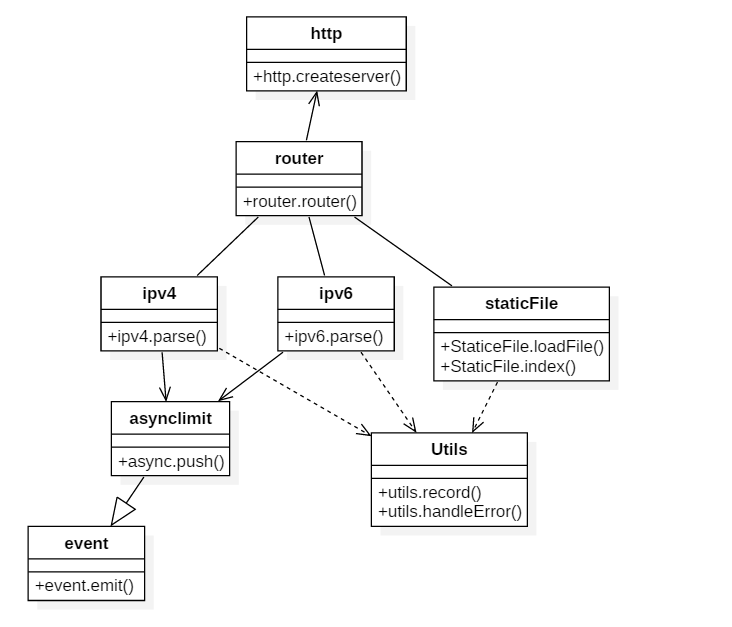 http
+http.createserver()
router
+router.router()
ipv4
+ipv4.parse()
ipv6
+ipv6.parse()
staticFile
+StaticeFile.loadFile()
+StaticFile.index()
asynclimit
+async.push()
Utils
+utils.record()
+utils.handleError()
event
+event.emit()